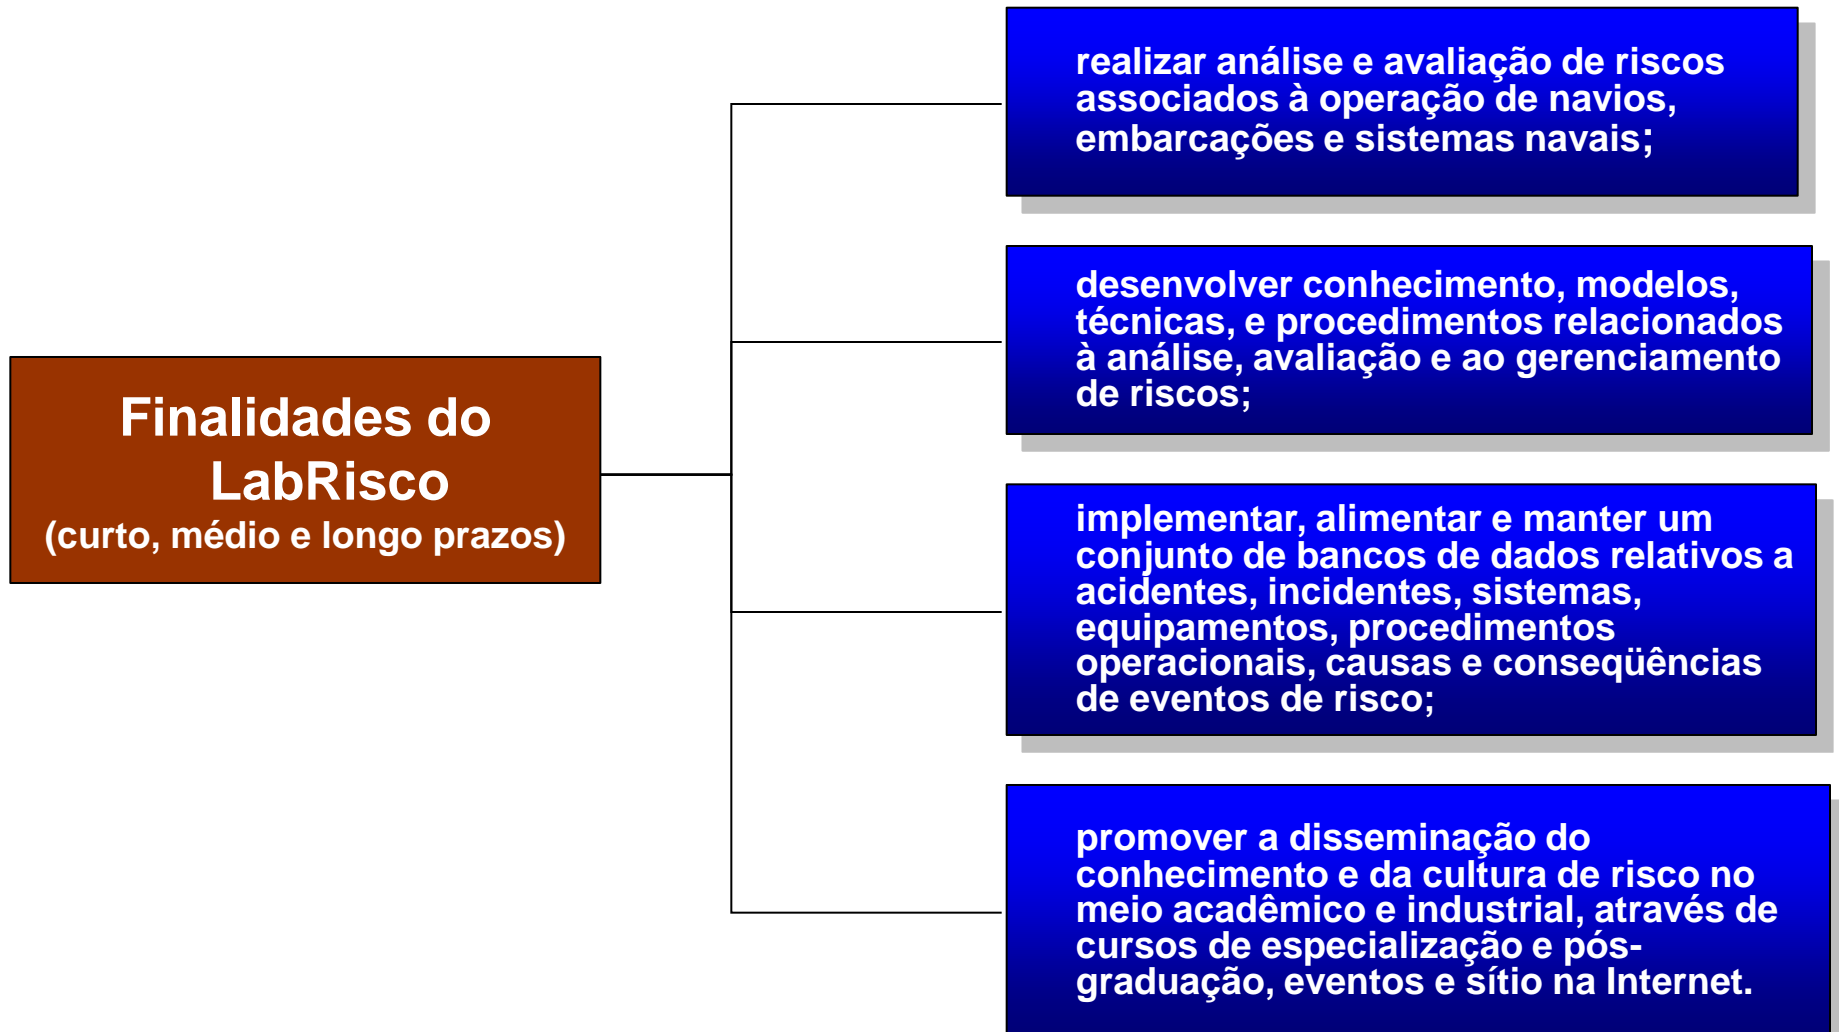 Finalidades do
LabRisco
(curto, médio e longo prazos)
realizar análise e avaliação de riscos
associados à operação de navios,
embarcações e sistemas navais;
desenvolver conhecimento, modelos,
técnicas, e procedimentos relacionados
à análise, avaliação e ao gerenciamento
de riscos;
implementar, alimentar e manter um
conjunto de bancos de dados relativos a
acidentes, incidentes, sistemas,
equipamentos, procedimentos
operacionais, causas e conseqüências
de eventos de risco;
promover a disseminação do
conhecimento e da cultura de risco no
meio acadêmico e industrial, através de
cursos de especialização e pós-
graduação, eventos e sítio na Internet.